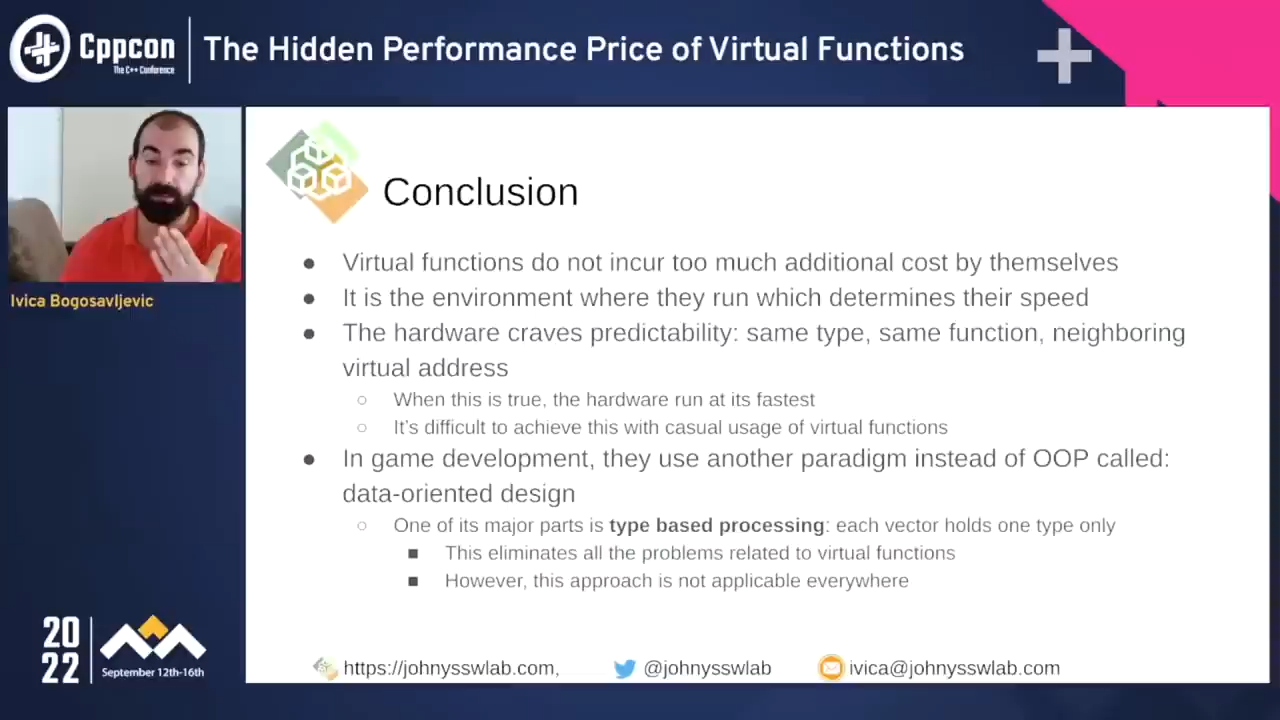 Cppcon
The C++ Conference
The Hidden Performance Price of Virtual Functions
Ivica Bogosavljevic
Conclusion
● Virtual functions do not incur too much additional cost by themselves
● It is the environment where they run which determines their speed
● The hardware craves predictability: same type, same function, neighboring
virtual address
○ When this is true, the hardware run at its fastest
○ It's difficult to achieve this with casual usage of virtual functions
● In game development, they use another paradigm instead of OOP called:
data-oriented design
○ One of its major parts is type based processing: each vector holds one type only
■ This eliminates all the problems related to virtual functions
■ However, this approach is not applicable everywhere
20
22
September 12th-16th
https://johnysswlab.com, @johnysswlab ivica@johnysswlab.com